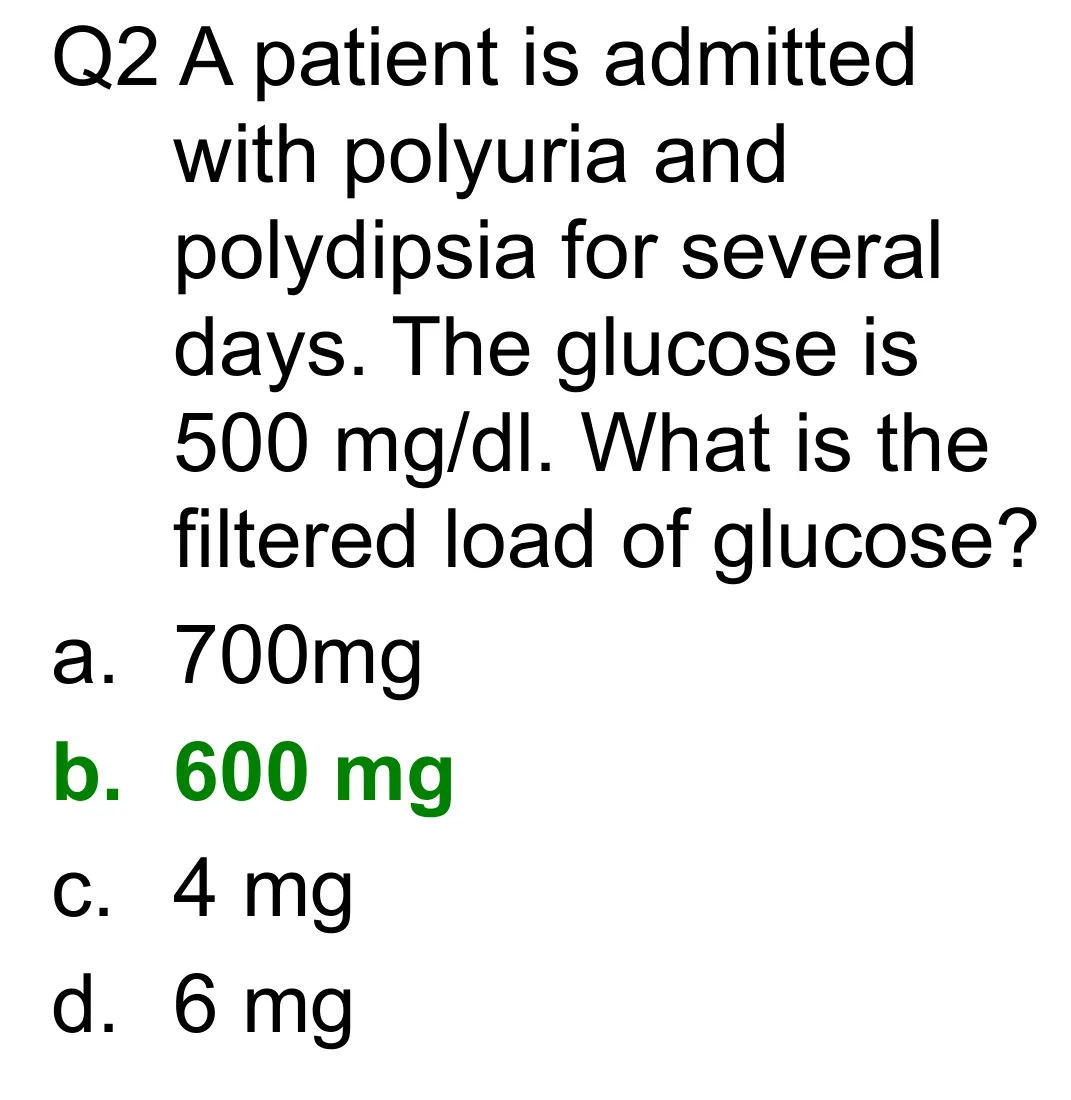 Q2 A patient is admitted
with polyuria and
polydipsia for several
days. The glucose is
500 mg/dl. What is the
filtered load of glucose?
a. 700mg
b. 600 mg
c. 4 mg
d. 6 mg